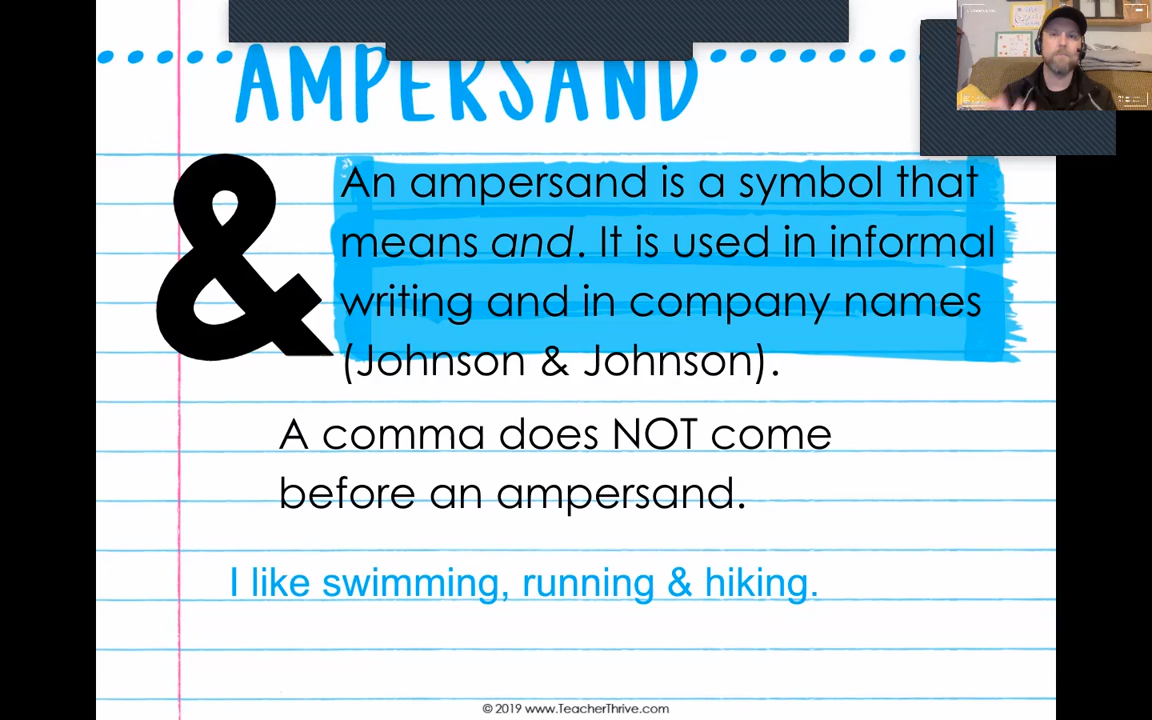 AMPERSAND
&
An ampersand is a symbol that
means and. It is used in informal
writing and in company names
(Johnson & Johnson).
A comma does NOT come
before an ampersand.
I like swimming, running & hiking.
© 2019 www.TeacherThrive.com